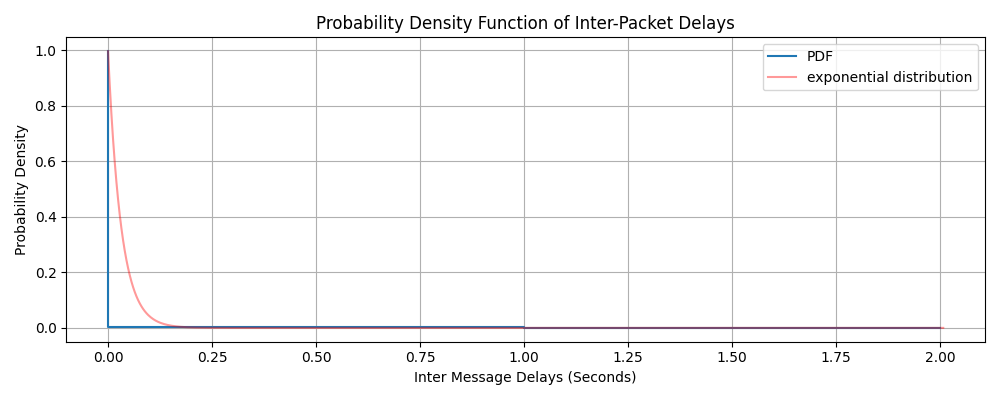 Probability Density Function of Inter-Packet Delays
PDF
exponential distribution
Probability Density
1.0
0.8
0.6
0.4
0.2
0.0
0.00 0.25 0.50 0.75 1.00 1.25 1.50 1.75 2.00
Inter Message Delays (Seconds)